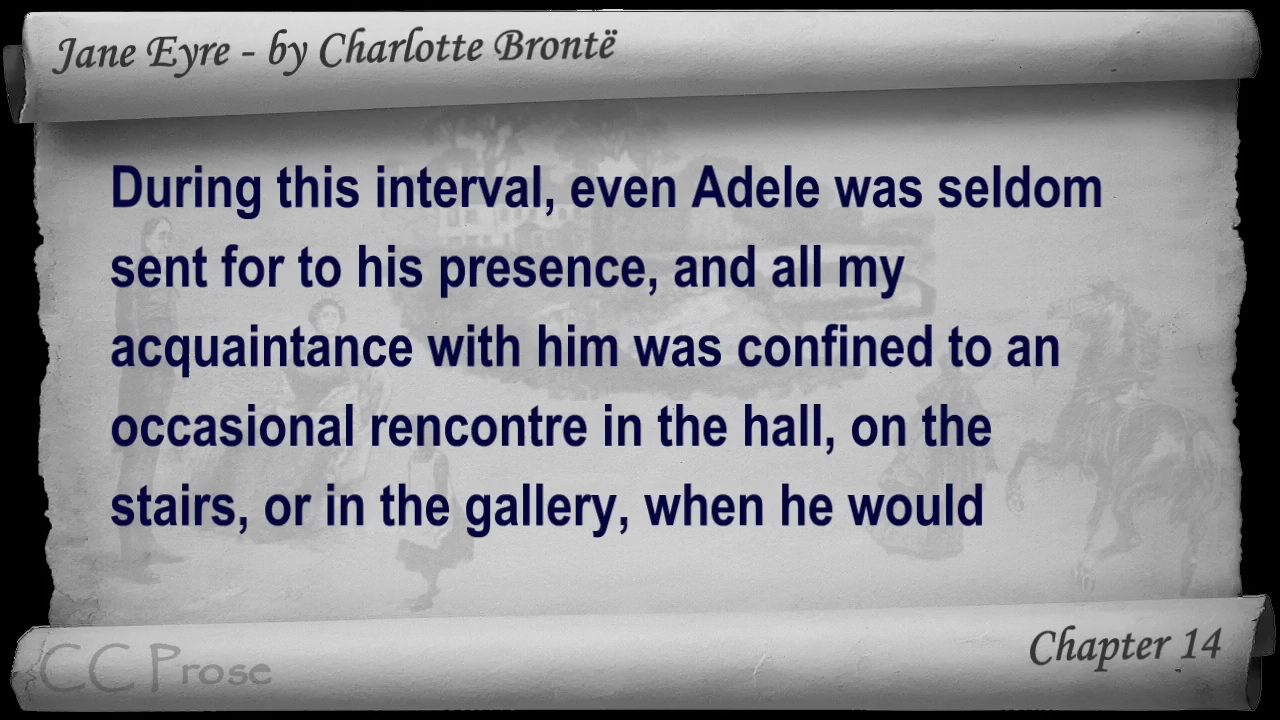 Jane Eyre - by Charlotte Brontë
During this interval, even Adele was seldom
sent for to his presence, and all my
acquaintance with him was confined to an
occasional rencontre in the hall, on the
stairs, or in the gallery, when he would
Chapter 14
CC Prose